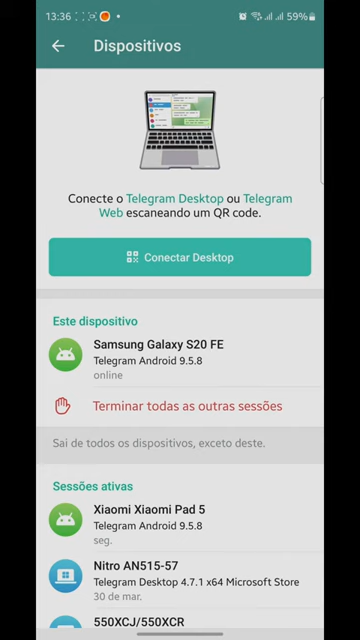 13:36
59%
Dispositivos
Conecte o Telegram Desktop ou Telegram
Web escaneando um QR code.
Conectar Desktop
Este dispositivo
Samsung Galaxy S20 FE
Telegram Android 9.5.8
online
Terminar todas as outras sessões
Sai de todos os dispositivos, exceto deste.
Sessões ativas
Xiaomi Xiaomi Pad 5
Telegram Android 9.5.8
seg.
Nitro AN515-57
Telegram Desktop 4.7.1 x64 Microsoft Store
30 de mar.
550XCJ/550XCR